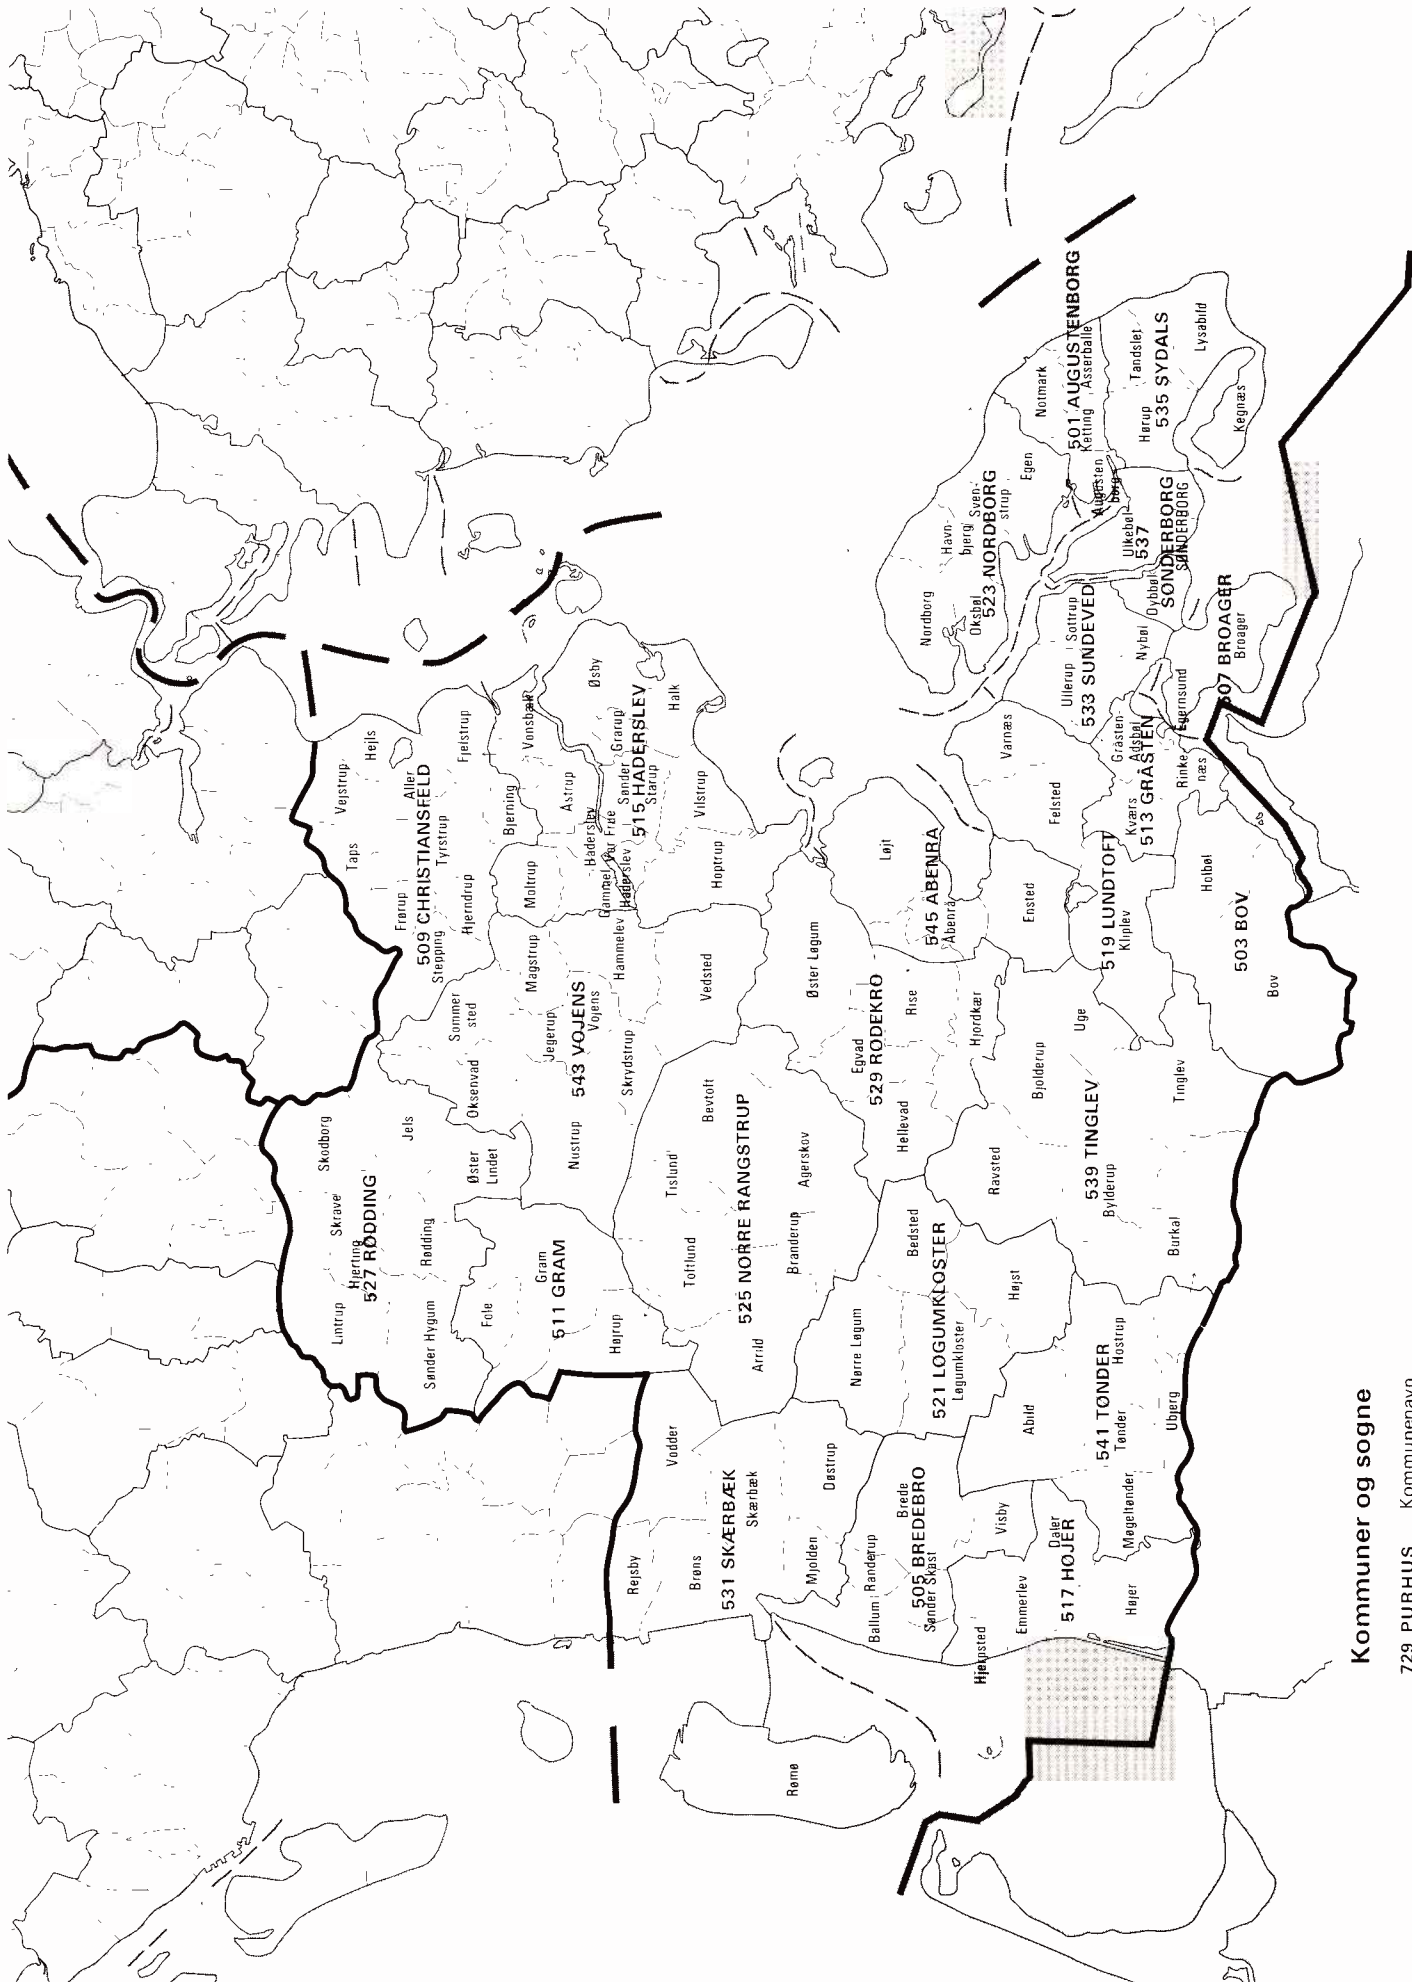 Lintrup
Hjerting
Skrave
Skodborg
527 RØDDING
Sønder Hygum
Rødding
Jels
Øster
Lindet
Fole
Gram
511 GRAM
Højrup
Taps
Vejstrup
Hejls
Frørup
509 CHRISTIANSFELD
Aller
Stepping
Tyrstrup
Hjerndrup
Fjelstrup
Bjerning
Sommer
sted
Oksenvad
Magstrup
Jegerup
543 VOJENS
Vojens
Nustrup
Skrydstrup
Hammelev
Vedsted
Moltrup
Vonsbæk
Astrup
Øsby
Haderslev
Vor Frue
Gammel
Haderslev
Grarup
Sønder
Starup
515 HADERSLEV
Halk
Vilstrup
Hoptrup
Rejsby
Vodder
Brøns
531 SKÆRBÆK
Skærbæk
Mjolden
Døstrup
Rømø
Tislund
Bevtoft
Toftlund
525 NØRRE RANGSTRUP
Arrild
Branderup
Agerskov
Øster Løgum
Egvad
529 RØDEKRO
Rise
Hellevad
Hjordkær
Løjt
545 ÅBENRÅ
Åbenrå
Ensted
Felsted
Varnæs
Ballum
Randerup
Brede
505 BREDEBRO
Sønder Skast
Visby
Nørre Løgum
Bedsted
521 LØGUMKLOSTER
Løgumkloster
Højst
Hjerpsted
Emmerlev
Daler
517 HØJER
Højer
Møgeltønder
Abild
541 TØNDER
Tønder
Hostrup
Ubjerg
Ravsted
Bjolderup
Uge
539 TINGLEV
Bylderup
Burkal
Tinglev
519 LUNDTOFT
Kliplev
Holbøl
503 BOV
Bov
Kværs
Gråsten-
Adsbøl
513 GRÅSTEN
Rinke
næs
Egernsund
507 BROAGER
Broager
Nybøl
Ullerup
Sottrup
533 SUNDEVED
Dybbøl
Ulkebøl
537
SØNDERBORG
SØNDERBORG
Nordborg
Oksbøl
Havn-
bjerg
Sven-
strup
523 NORDBORG
Egen
Notmark
501 AUGUSTENBORG
Ketting
Asserballe
Augusten
borg
Hørup
Tandslet
535 SYDALS
Lysabild
Kegnæs
Kommuner og sogne
729 PURHUS Kommunenavn